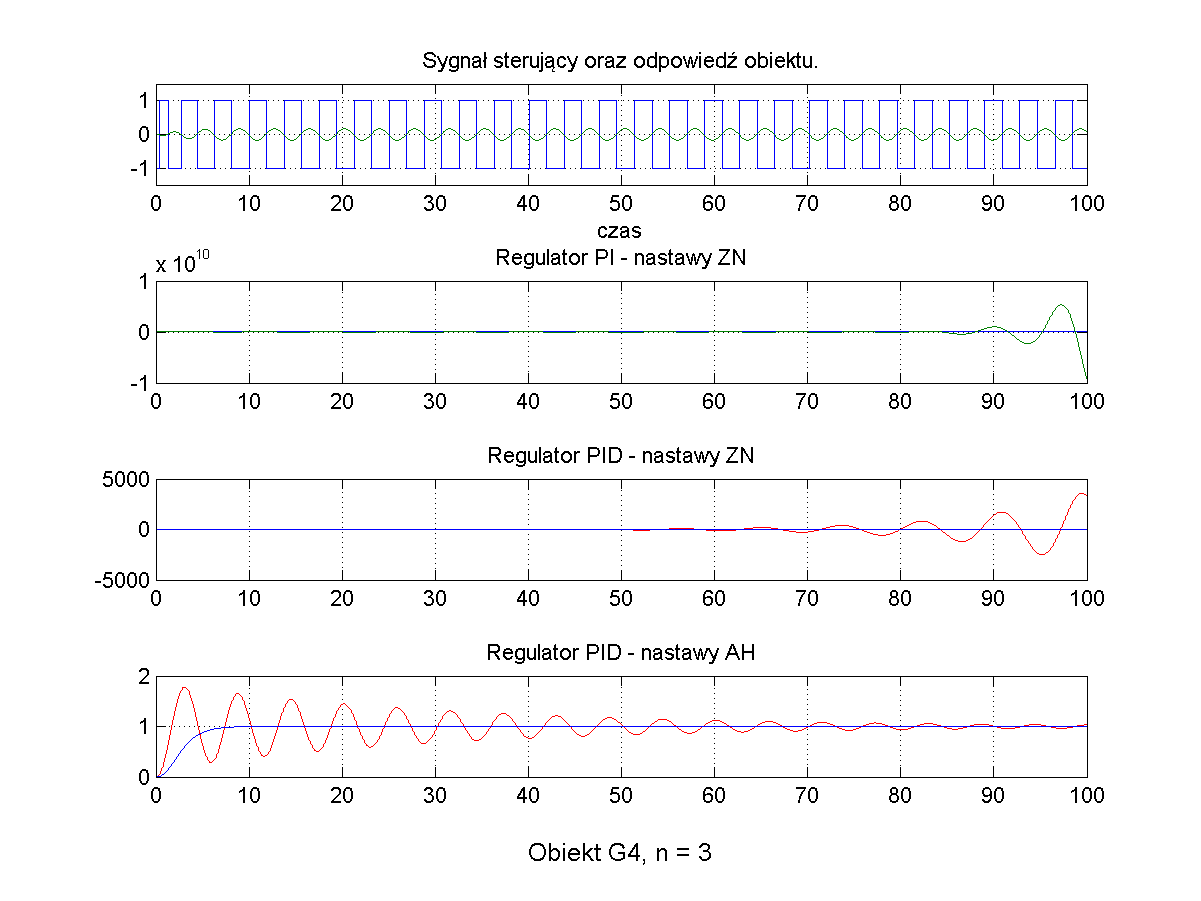 Sygnał sterujący oraz odpowiedź obiektu.
1
0
-1
0 10 20 30 40 50 60 70 80 90 100
czas
Regulator PI - nastawy ZN
x 10^10
1
0
-1
0 10 20 30 40 50 60 70 80 90 100
Regulator PID - nastawy ZN
5000
0
-5000
0 10 20 30 40 50 60 70 80 90 100
Regulator PID - nastawy AH
2
1
0
0 10 20 30 40 50 60 70 80 90 100
Obiekt G4, n = 3